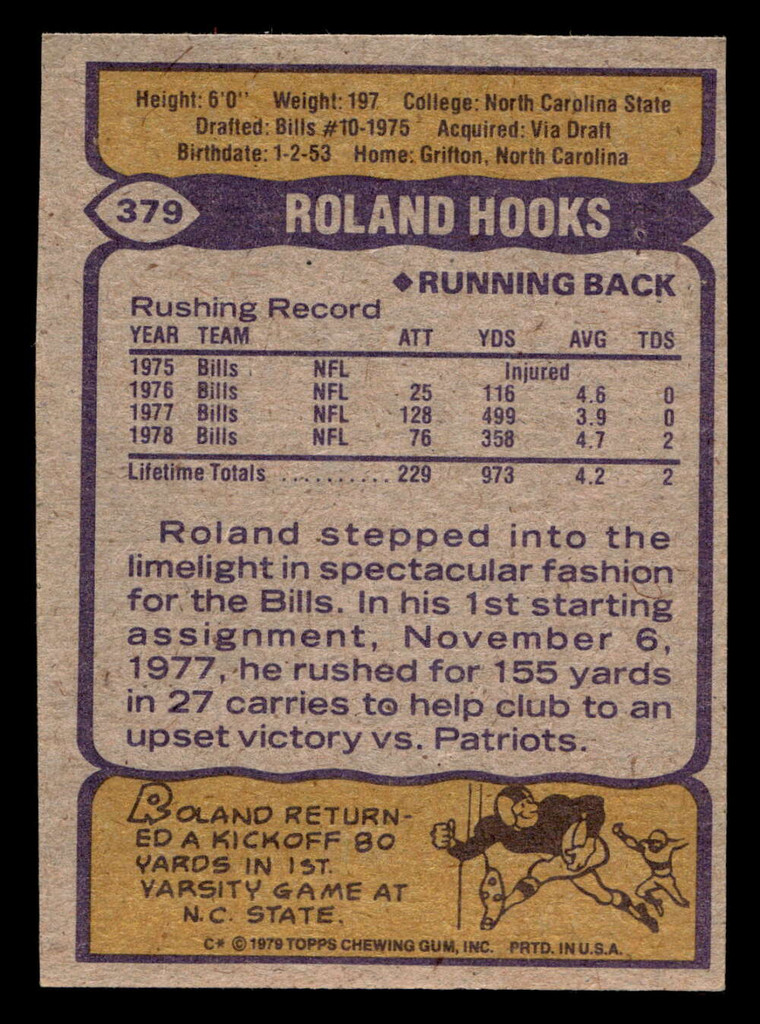 Height: 6'0" Weight: 197 College: North Carolina State
Drafted: Bills #10-1975 Acquired: Via Draft
Birthdate: 1-2-53 Home: Grifton, North Carolina
379 ROLAND HOOKS
◆RUNNING BACK
Rushing Record
YEAR TEAM ATT YDS AVG TDS
1975 Bills NFL Injured
1976 Bills NFL 25 116 4.6 0
1977 Bills NFL 128 499 3.9 0
1978 Bills NFL 76 358 4.7 2
Lifetime Totals .......... 229 973 4.2 2
Roland stepped into the
limelight in spectacular fashion
for the Bills. In his 1st starting
assignment, November 6,
1977, he rushed for 155 yards
in 27 carries to help club to an
upset victory vs. Patriots.
ROLAND RETURN-
ED A KICKOFF 80
YARDS IN 1ST.
VARSITY GAME AT
N.C. STATE.
C* © 1979 TOPPS CHEWING GUM, INC. PRTD. IN U.S.A.